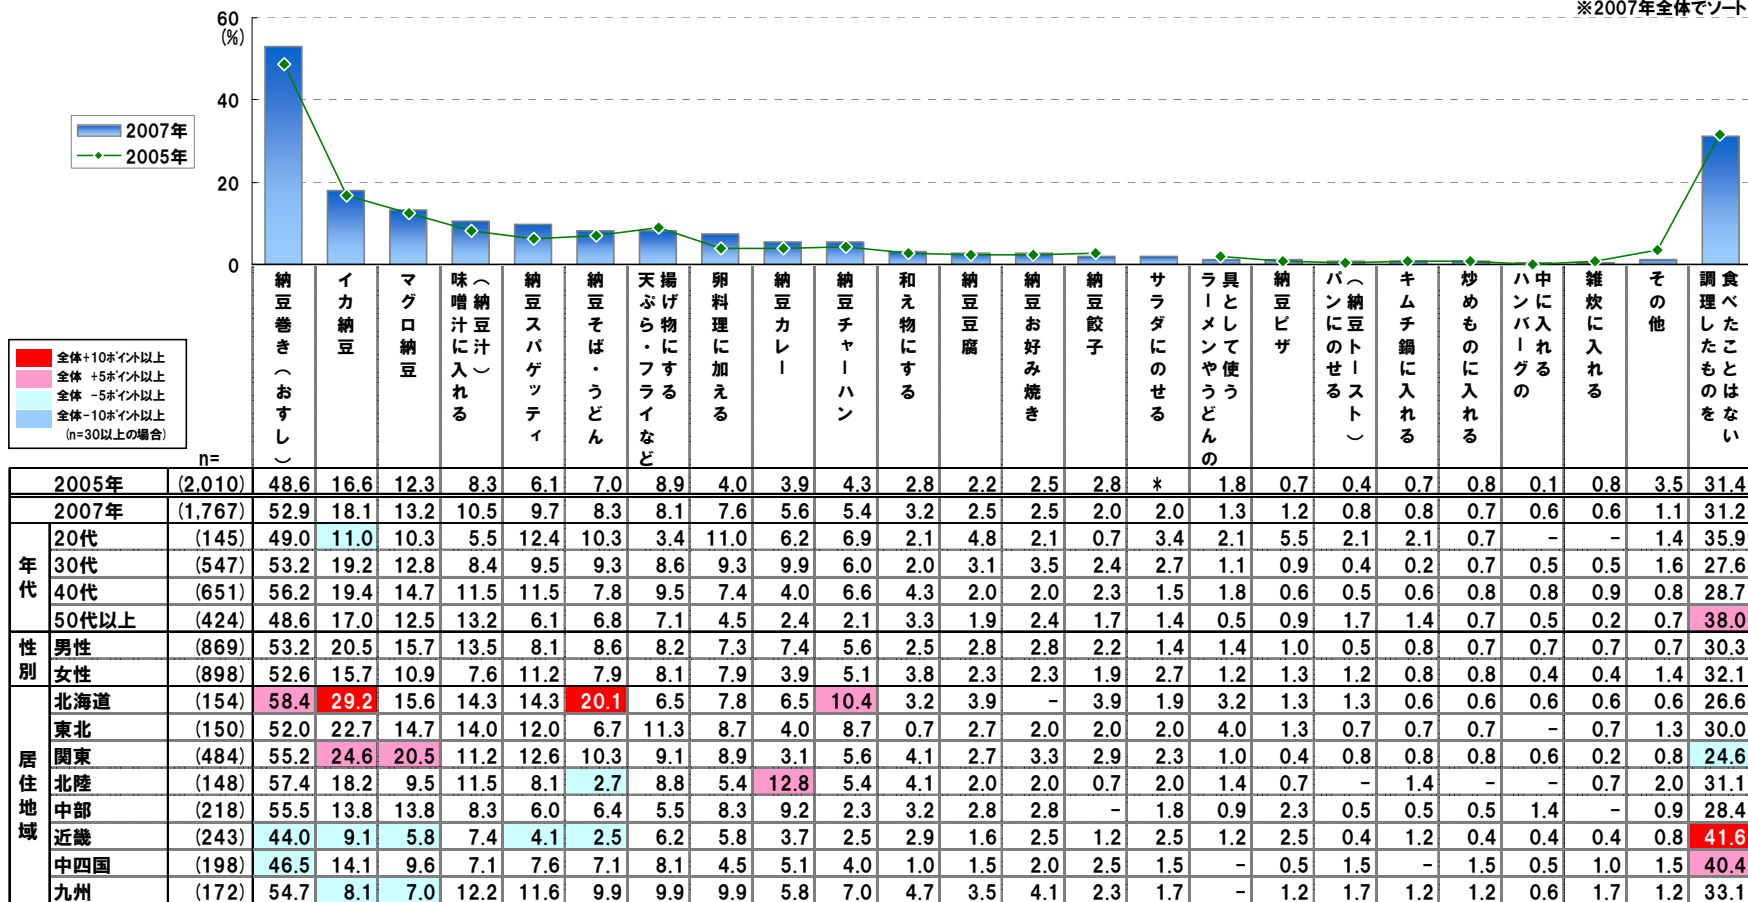 ※2007年全体でソート
60
(%)
40
20
0
2007年
2005年
全体+10ポイント以上
全体 +5ポイント以上
全体 -5ポイント以上
全体-10ポイント以上
(n=30以上の場合)
n=
納豆巻き(おすし)
イカ納豆
マグロ納豆
味噌汁に入れる
(納豆汁)
納豆スパゲッティ
納豆そば・うどん
天ぷら・フライなど
揚げ物にする
卵料理に加える
納豆カレー
納豆チャーハン
和え物にする
納豆豆腐
納豆お好み焼き
納豆餃子
サラダにのせる
ラーメンやうどんの
具として使う
納豆ピザ
パンにのせる
(納豆トースト)
キムチ鍋に入れる
炒めものに入れる
ハンバーグの
中に入れる
雑炊に入れる
その他
調理したものを
食べたことはない
2005年 (2,010) 48.6 16.6 12.3 8.3 6.1 7.0 8.9 4.0 3.9 4.3 2.8 2.2 2.5 2.8 * 1.8 0.7 0.4 0.7 0.8 0.1 0.8 3.5 31.4
2007年 (1,767) 52.9 18.1 13.2 10.5 9.7 8.3 8.1 7.6 5.6 5.4 3.2 2.5 2.5 2.0 2.0 1.3 1.2 0.8 0.8 0.7 0.6 0.6 1.1 31.2
年代
20代 (145) 49.0 11.0 10.3 5.5 12.4 10.3 3.4 11.0 6.2 6.9 2.1 4.8 2.1 0.7 3.4 2.1 5.5 2.1 2.1 0.7 - - 1.4 35.9
30代 (547) 53.2 19.2 12.8 8.4 9.5 9.3 8.6 9.3 9.9 6.0 2.0 3.1 3.5 2.4 2.7 1.1 0.9 0.4 0.2 0.7 0.5 0.5 1.6 27.6
40代 (651) 56.2 19.4 14.7 11.5 11.5 7.8 9.5 7.4 4.0 6.6 4.3 2.0 2.0 2.3 1.5 1.8 0.6 0.5 0.6 0.8 0.8 0.9 0.8 28.7
50代以上 (424) 48.6 17.0 12.5 13.2 6.1 6.8 7.1 4.5 2.4 2.1 3.3 1.9 2.4 1.7 1.4 0.5 0.9 1.7 1.4 0.7 0.5 0.2 0.7 38.0
性別
男性 (869) 53.2 20.5 15.7 13.5 8.1 8.6 8.2 7.3 7.4 5.6 2.5 2.8 2.8 2.2 1.4 1.4 1.0 0.5 0.8 0.7 0.7 0.7 0.7 30.3
女性 (898) 52.6 15.7 10.9 7.6 11.2 7.9 8.1 7.9 3.9 5.1 3.8 2.3 2.3 1.9 2.7 1.2 1.3 1.2 0.8 0.8 0.4 0.4 1.4 32.1
居住地域
北海道 (154) 58.4 29.2 15.6 14.3 14.3 20.1 6.5 7.8 6.5 10.4 3.2 3.9 - 3.9 1.9 3.2 1.3 1.3 0.6 0.6 0.6 0.6 0.6 26.6
東北 (150) 52.0 22.7 14.7 14.0 12.0 6.7 11.3 8.7 4.0 8.7 0.7 2.7 2.0 2.0 2.0 4.0 1.3 0.7 0.7 0.7 - 0.7 1.3 30.0
関東 (484) 55.2 24.6 20.5 11.2 12.6 10.3 9.1 8.9 3.1 5.6 4.1 2.7 3.3 2.9 2.3 1.0 0.4 0.8 0.8 0.8 0.6 0.2 0.8 24.6
北陸 (148) 57.4 18.2 9.5 11.5 8.1 2.7 8.8 5.4 12.8 5.4 4.1 2.0 2.0 0.7 2.0 1.4 0.7 - 1.4 - - 0.7 2.0 31.1
中部 (218) 55.5 13.8 13.8 8.3 6.0 6.4 5.5 8.3 9.2 2.3 3.2 2.8 2.8 - 1.8 0.9 2.3 0.5 0.5 0.5 1.4 - 0.9 28.4
近畿 (243) 44.0 9.1 5.8 7.4 4.1 2.5 6.2 5.8 3.7 2.5 2.9 1.6 2.5 1.2 2.5 1.2 2.5 0.4 1.2 0.4 0.4 0.4 0.8 41.6
中四国 (198) 46.5 14.1 9.6 7.1 7.6 7.1 8.1 4.5 5.1 4.0 1.0 1.5 2.0 2.5 1.5 - 0.5 1.5 - 1.5 0.5 1.0 1.5 40.4
九州 (172) 54.7 8.1 7.0 12.2 11.6 9.9 9.9 9.9 5.8 7.0 4.7 3.5 4.1 2.3 1.7 - 1.2 1.7 1.2 1.2 0.6 1.7 1.2 33.1